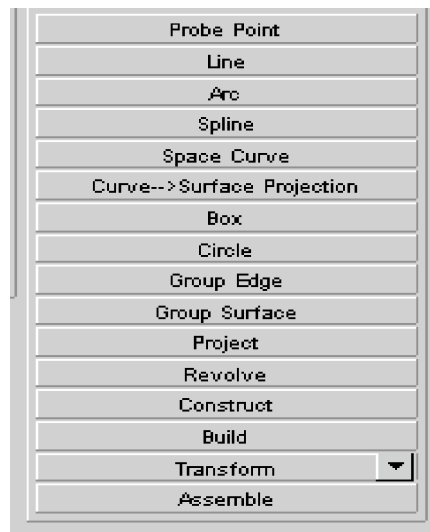 Probe Point
Line
Arc
Spline
Space Curve
Curve-->Surface Projection
Box
Circle
Group Edge
Group Surface
Project
Revolve
Construct
Build
Transform
Assemble